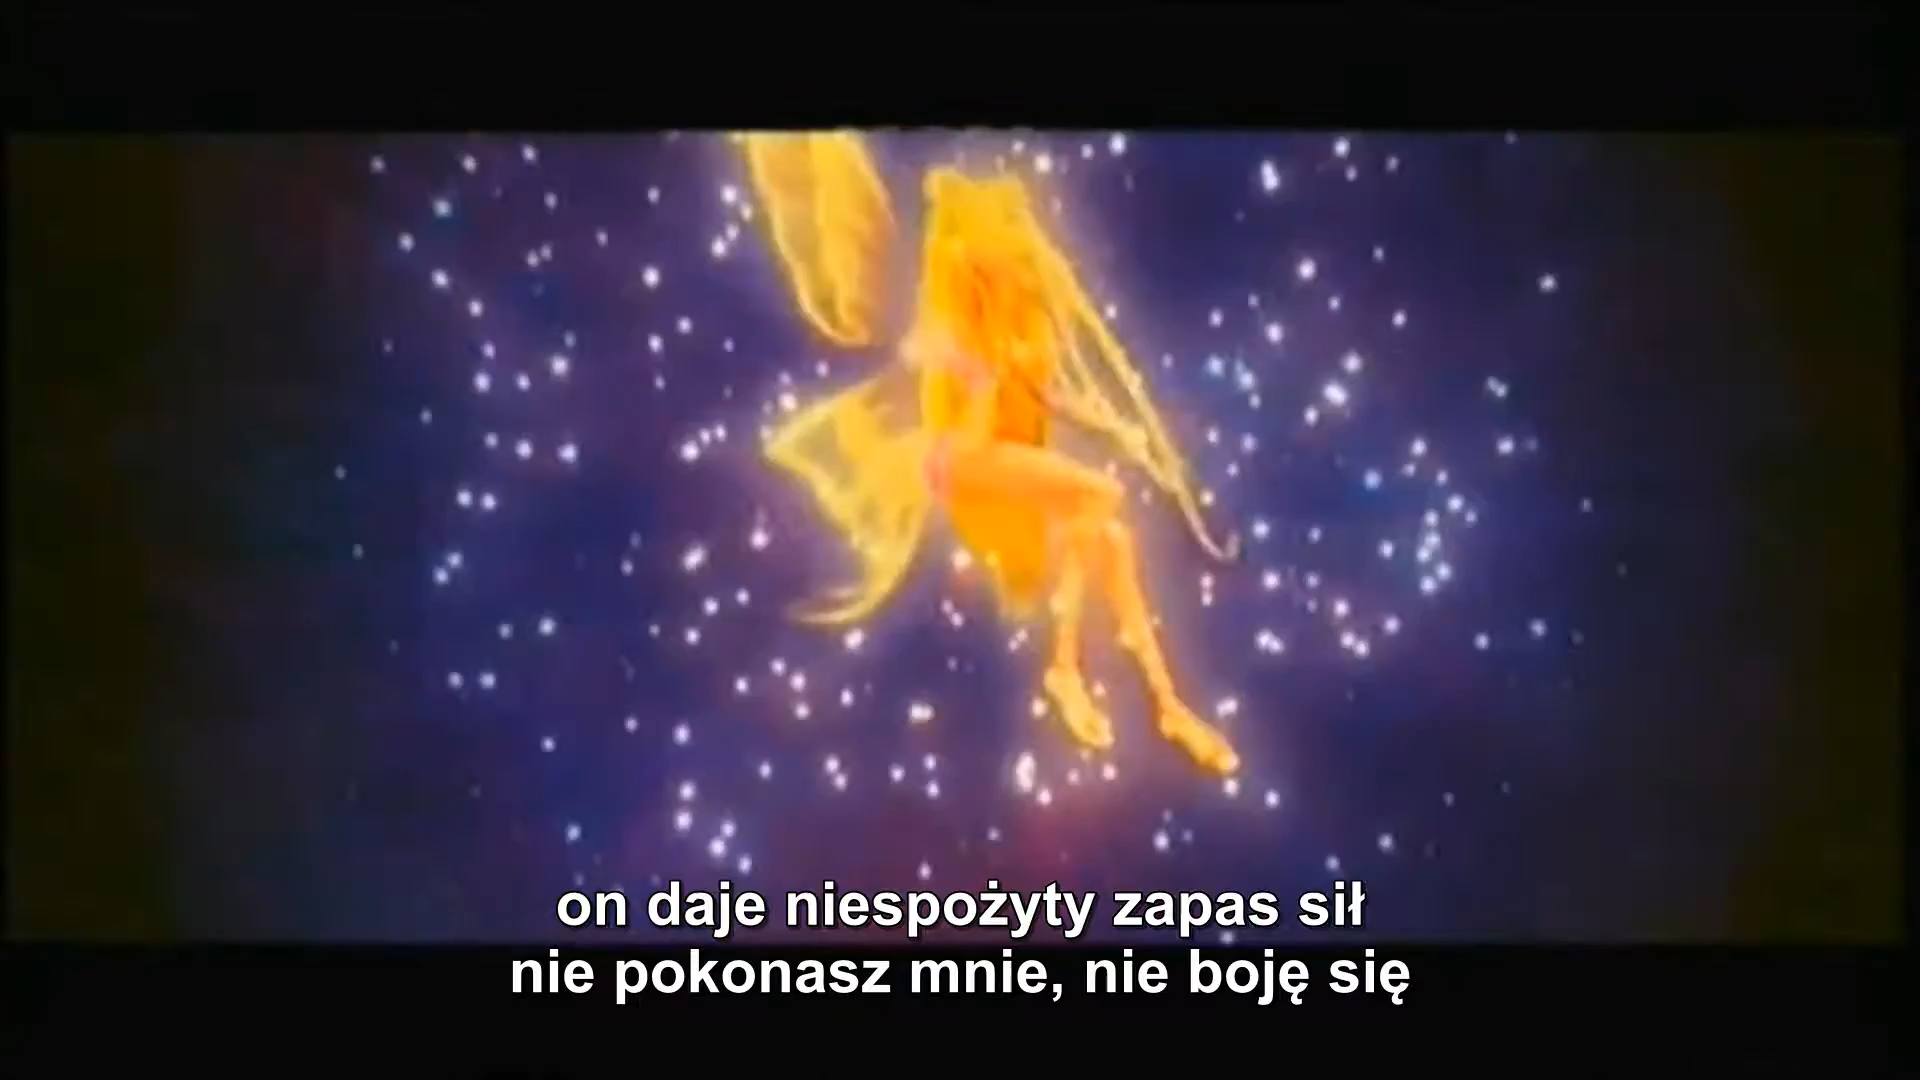 on daje niespożyty zapas sił
nie pokonasz mnie, nie boję się